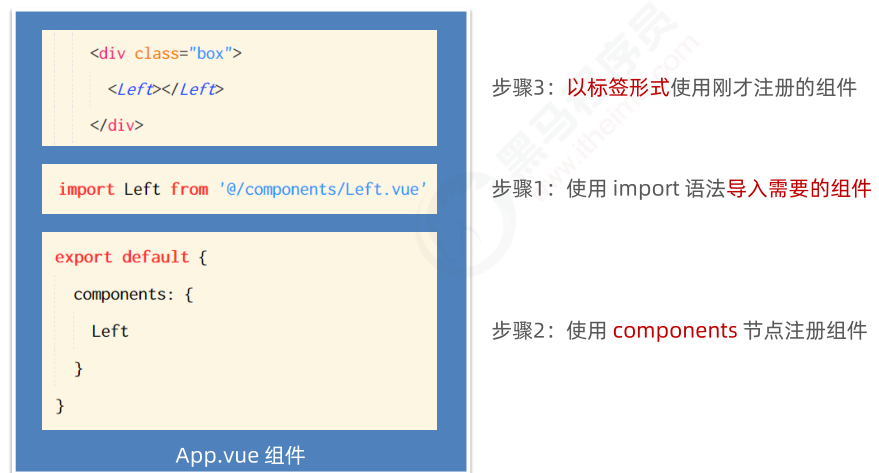 <div class="box">
<Left></Left>
</div>
步骤3：以标签形式使用刚才注册的组件
import Left from '@/components/Left.vue'
步骤1：使用 import 语法导入需要的组件
export default {
components: {
Left
}
}
步骤2：使用 components 节点注册组件
App.vue 组件
黑马程序员
www.itheima.com